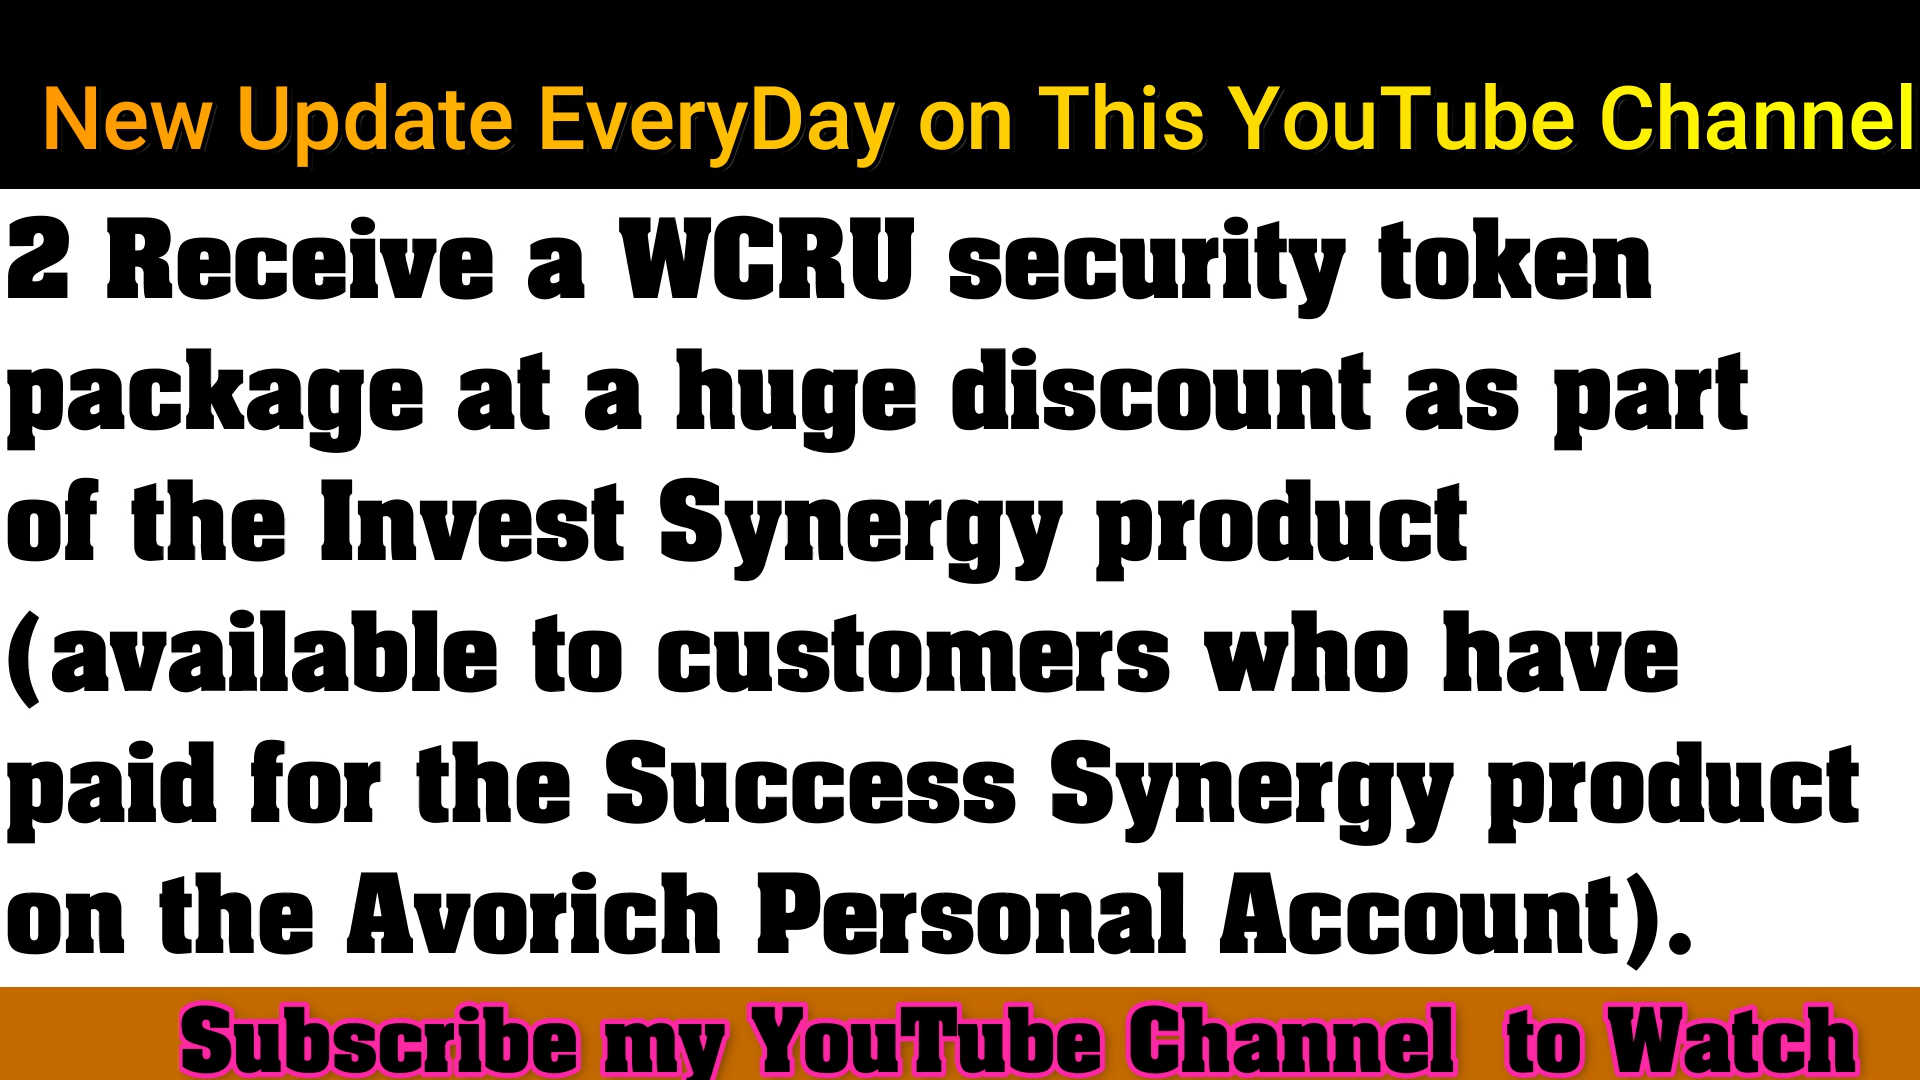 New Update EveryDay on This YouTube Channel
2 Receive a WCRU security token
package at a huge discount as part
of the Invest Synergy product
(available to customers who have
paid for the Success Synergy product
on the Avorich Personal Account).
Subscribe my YouTube Channel to Watch